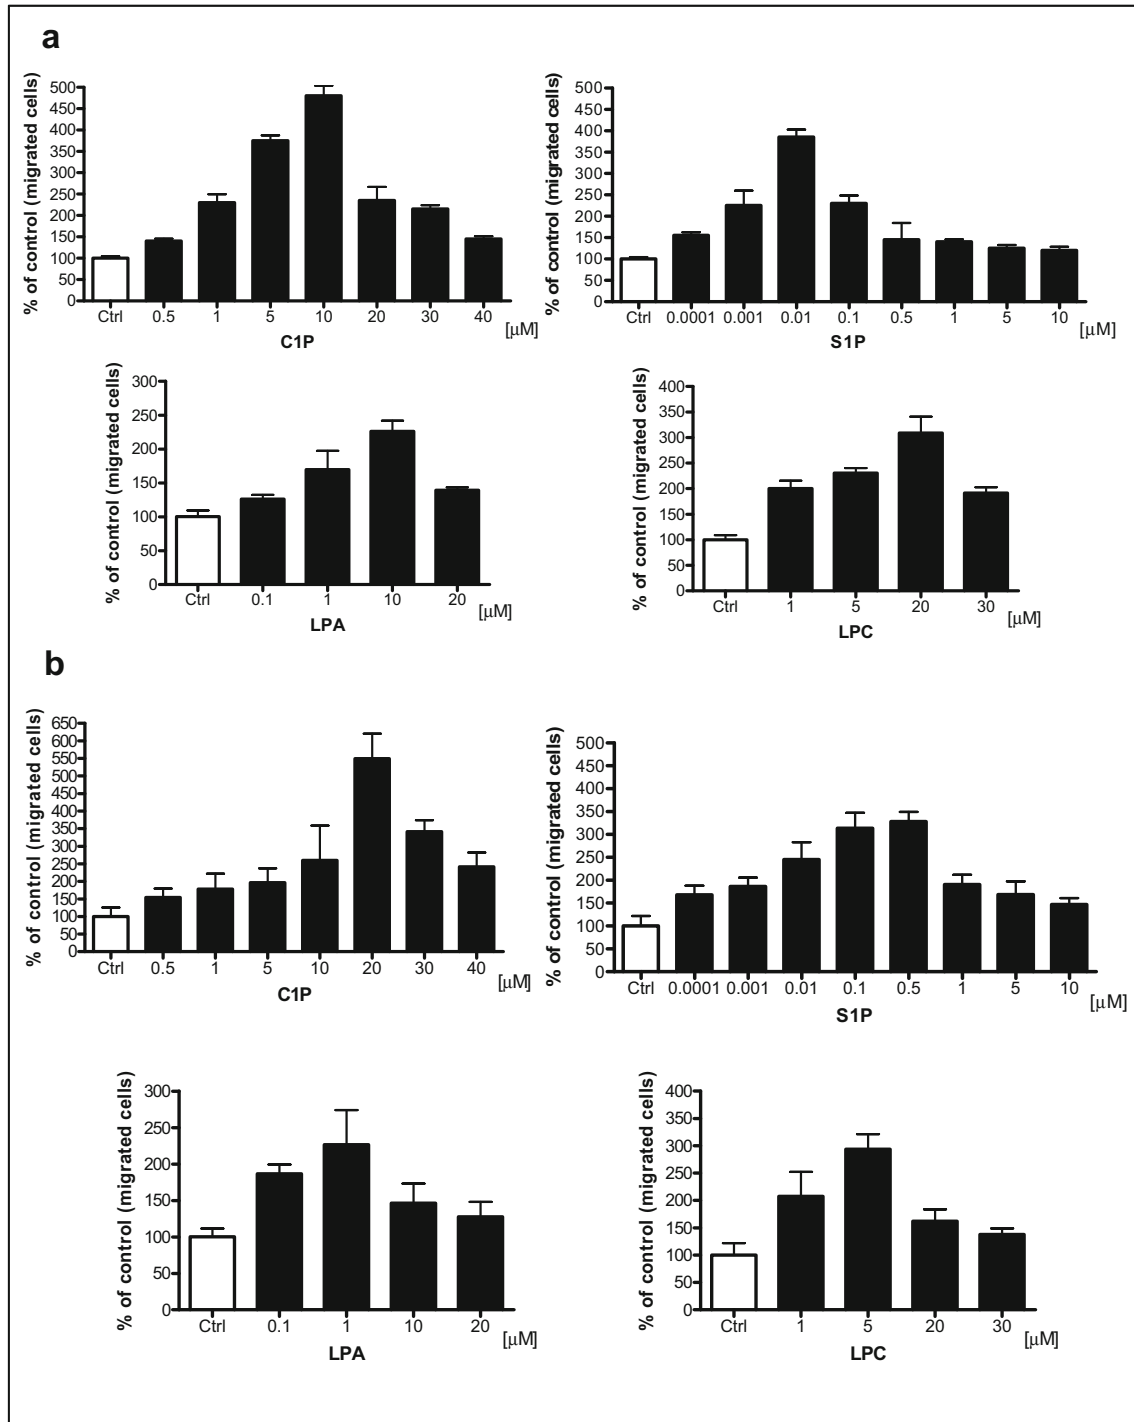 a
% of control (migrated cells)
500
450
400
350
300
250
200
150
100
50
0
Ctrl 0.5 1 5 10 20 30 40
[µM]
C1P
% of control (migrated cells)
500
450
400
350
300
250
200
150
100
50
0
Ctrl 0.0001 0.001 0.01 0.1 0.5 1 5 10
[µM]
S1P
% of control (migrated cells)
300
250
200
150
100
50
0
Ctrl 0.1 1 10 20
[µM]
LPA
% of control (migrated cells)
400
350
300
250
200
150
100
50
0
Ctrl 1 5 20 30
[µM]
LPC
b
% of control (migrated cells)
650
600
550
500
450
400
350
300
250
200
150
100
50
0
Ctrl 0.5 1 5 10 20 30 40
[µM]
C1P
% of control (migrated cells)
500
450
400
350
300
250
200
150
100
50
0
Ctrl 0.0001 0.001 0.01 0.1 0.5 1 5 10
[µM]
S1P
% of control (migrated cells)
300
250
200
150
100
50
0
Ctrl 0.1 1 10 20
[µM]
LPA
% of control (migrated cells)
400
350
300
250
200
150
100
50
0
Ctrl 1 5 20 30
[µM]
LPC